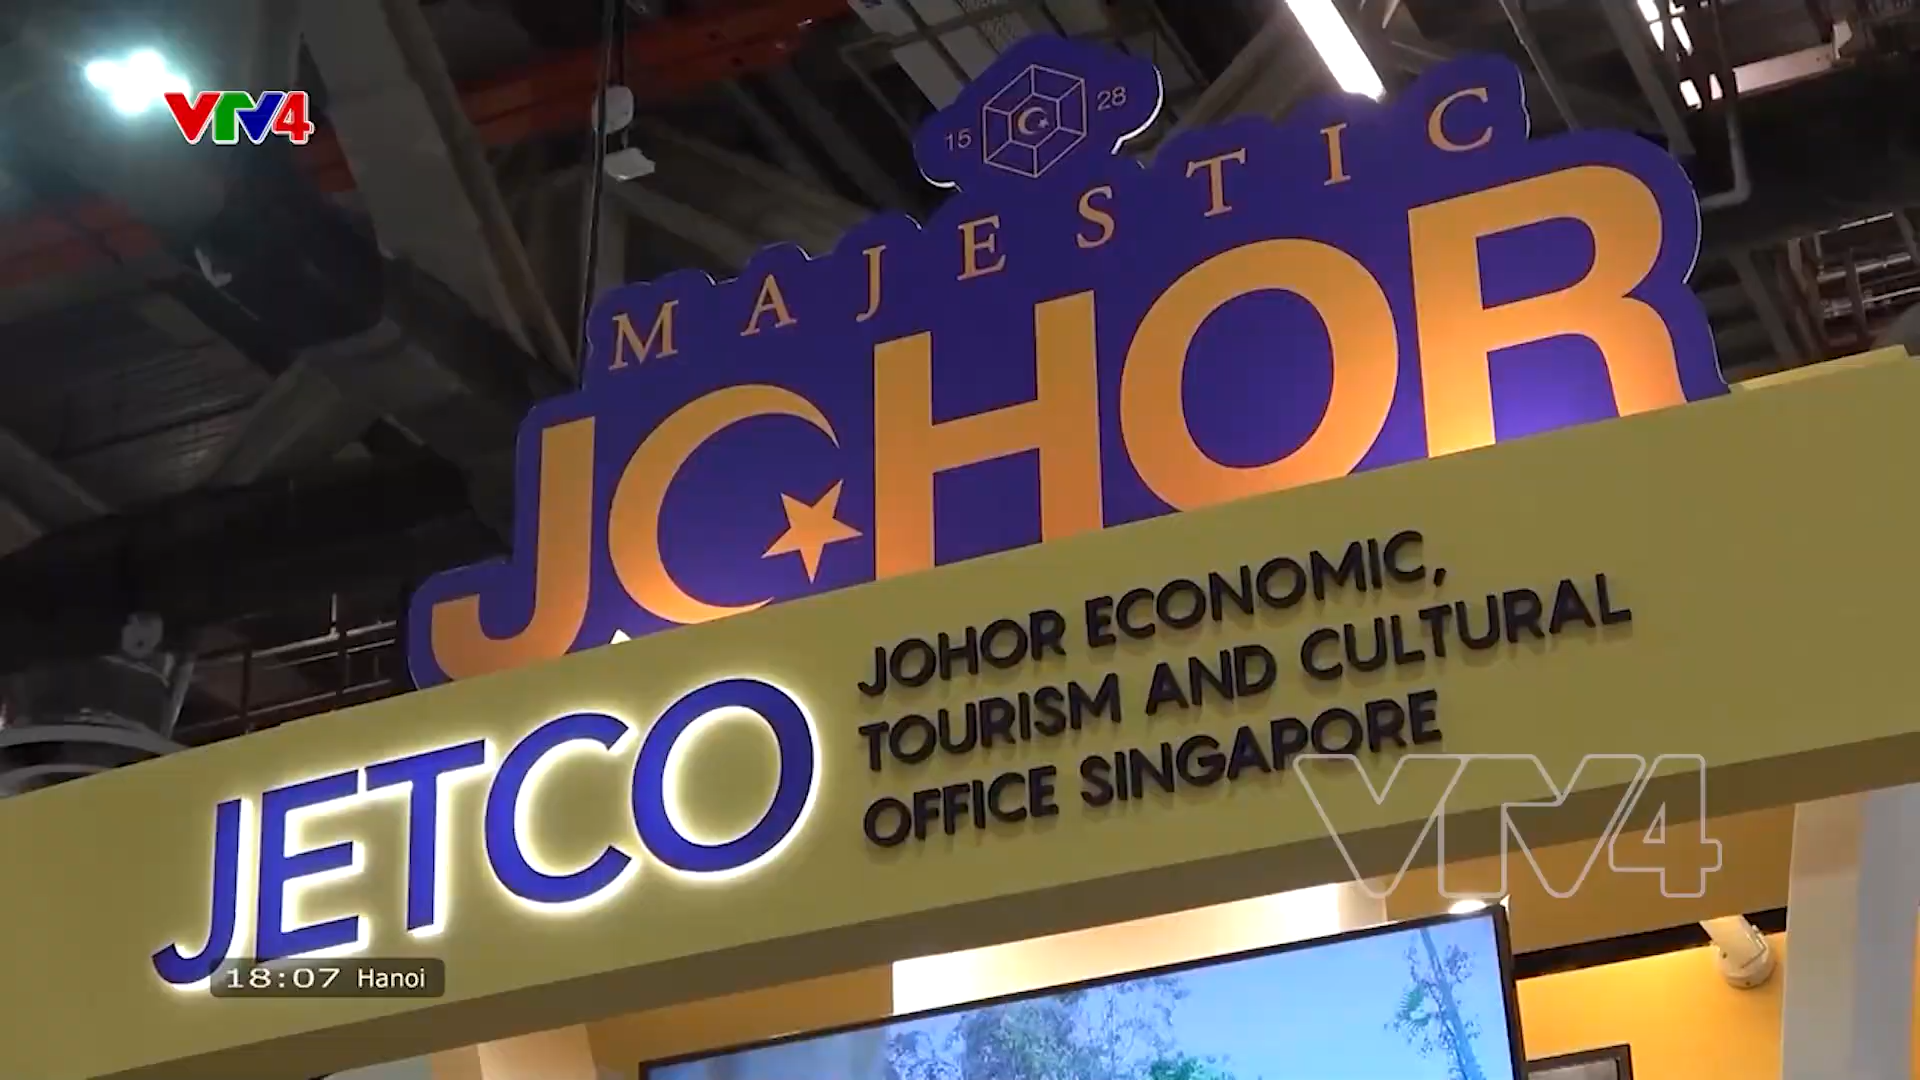 VTV4
15 28
MAJESTIC
JOHOR
JETCO
JOHOR ECONOMIC,
TOURISM AND CULTURAL
OFFICE SINGAPORE
VTV4
18:07 Hanoi